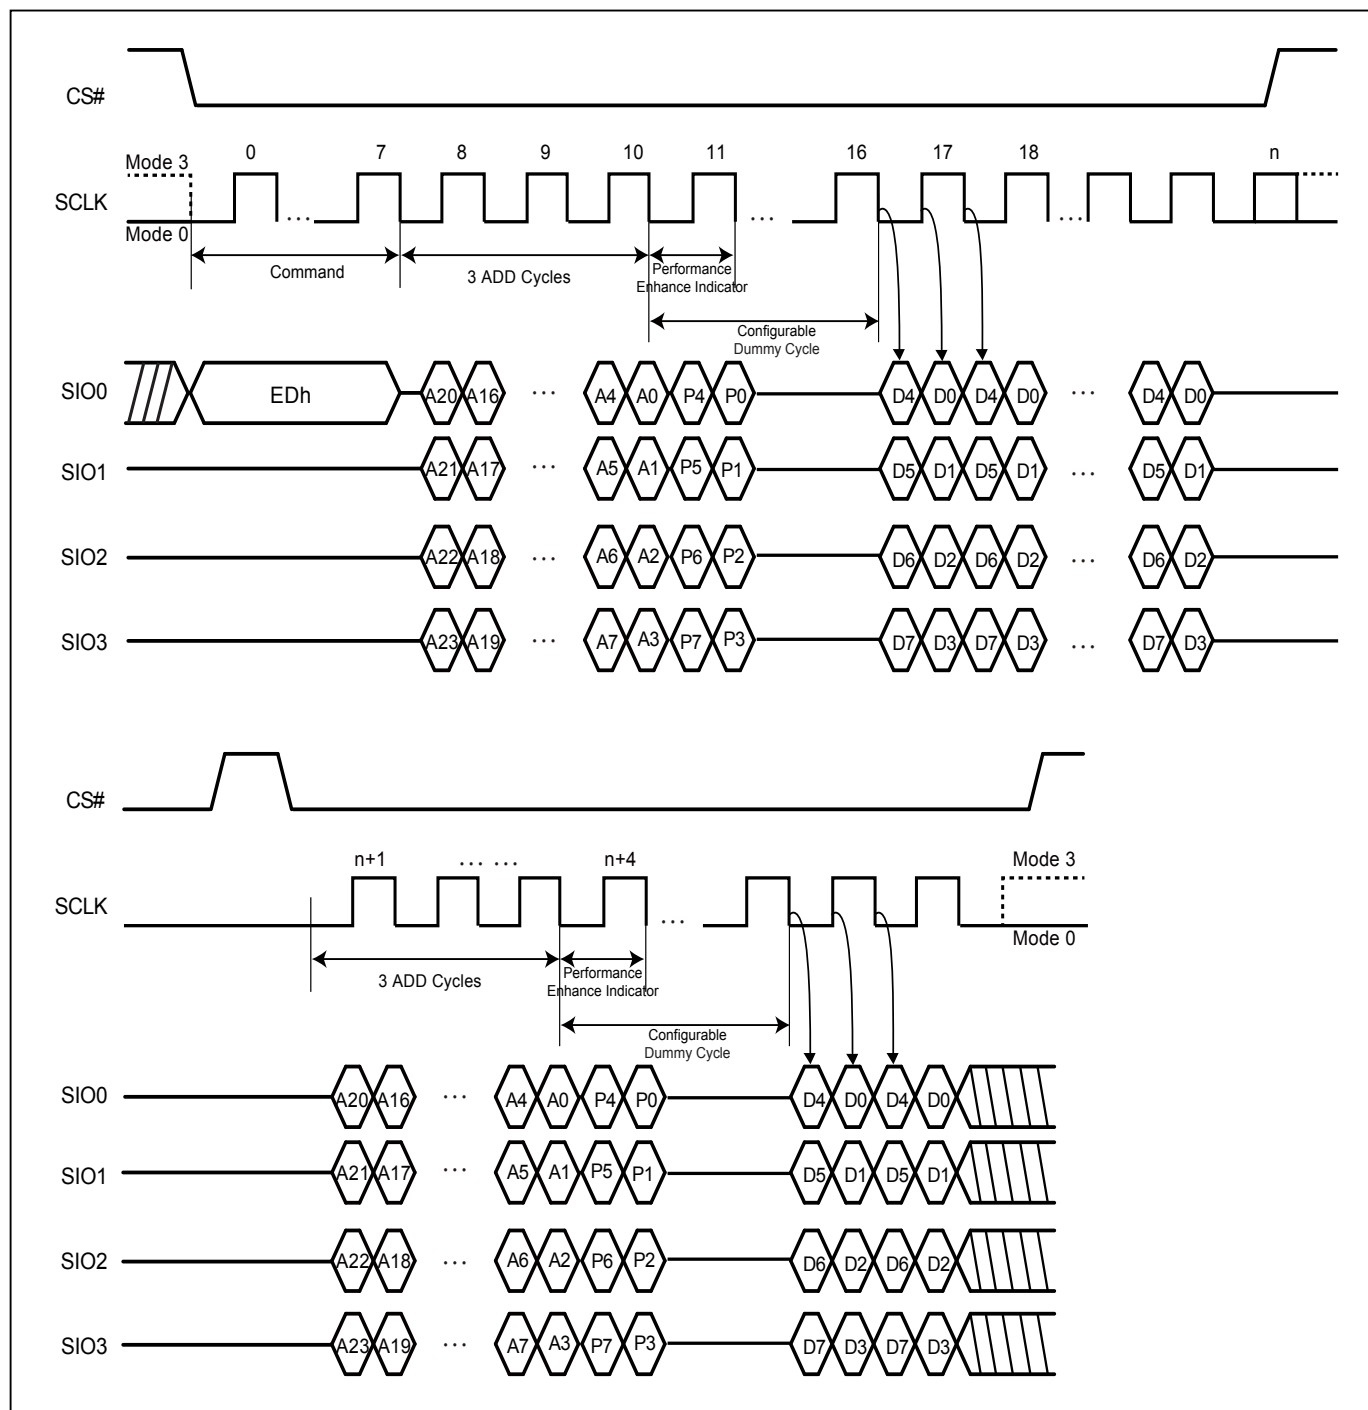 CS#
0 7 8 9 10 11 16 17 18 n
Mode 3
SCLK
...
...
...
Mode 0
Command
3 ADD Cycles
Performance
Enhance Indicator
Configurable
Dummy Cycle
SIO0 EDh A20 A16 ... A4 A0 P4 P0 D4 D0 D4 D0 ... D4 D0
SIO1 A21 A17 ... A5 A1 P5 P1 D5 D1 D5 D1 ... D5 D1
SIO2 A22 A18 ... A6 A2 P6 P2 D6 D2 D6 D2 ... D6 D2
SIO3 A23 A19 ... A7 A3 P7 P3 D7 D3 D7 D3 ... D7 D3
CS#
n+1 ... ... n+4 Mode 3
SCLK
...
Mode 0
3 ADD Cycles
Performance
Enhance Indicator
Configurable
Dummy Cycle
SIO0 A20 A16 ... A4 A0 P4 P0 D4 D0 D4 D0
SIO1 A21 A17 ... A5 A1 P5 P1 D5 D1 D5 D1
SIO2 A22 A18 ... A6 A2 P6 P2 D6 D2 D6 D2
SIO3 A23 A19 ... A7 A3 P7 P3 D7 D3 D7 D3